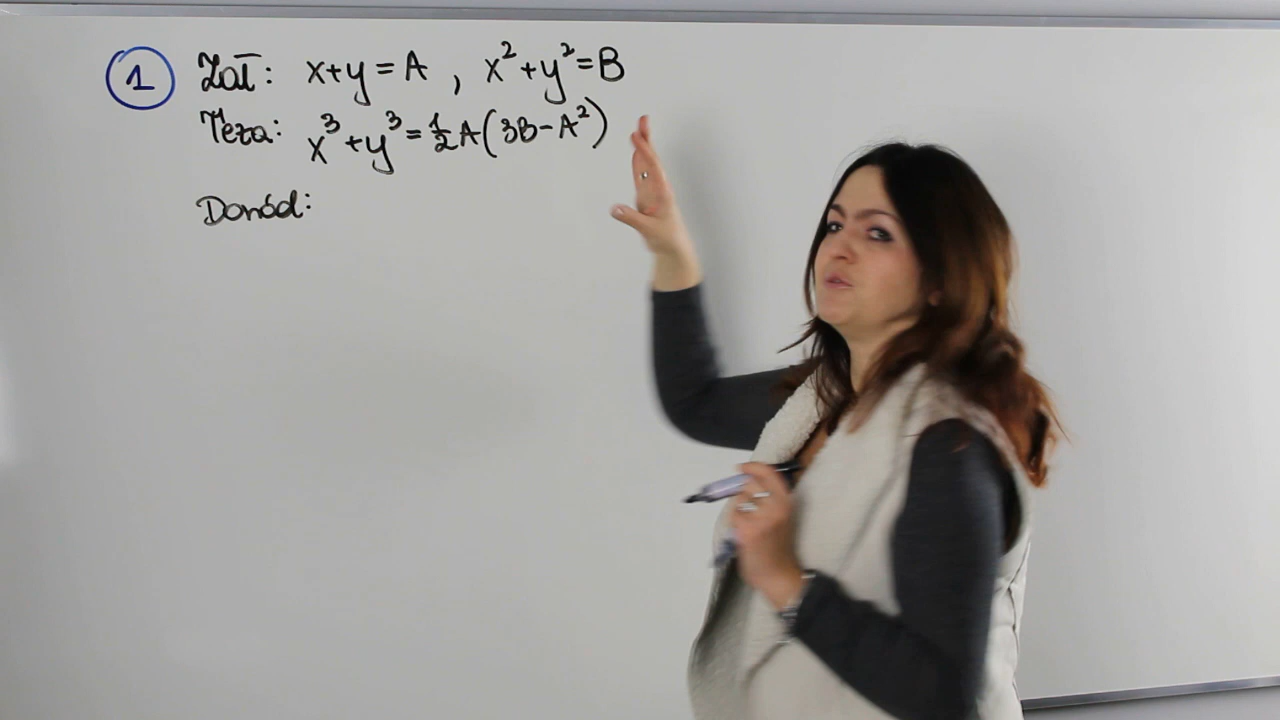 1 Zał: x+y=A, x²+y²=B
Teza: x³+y³=½A(3B-A²)
Dowód: